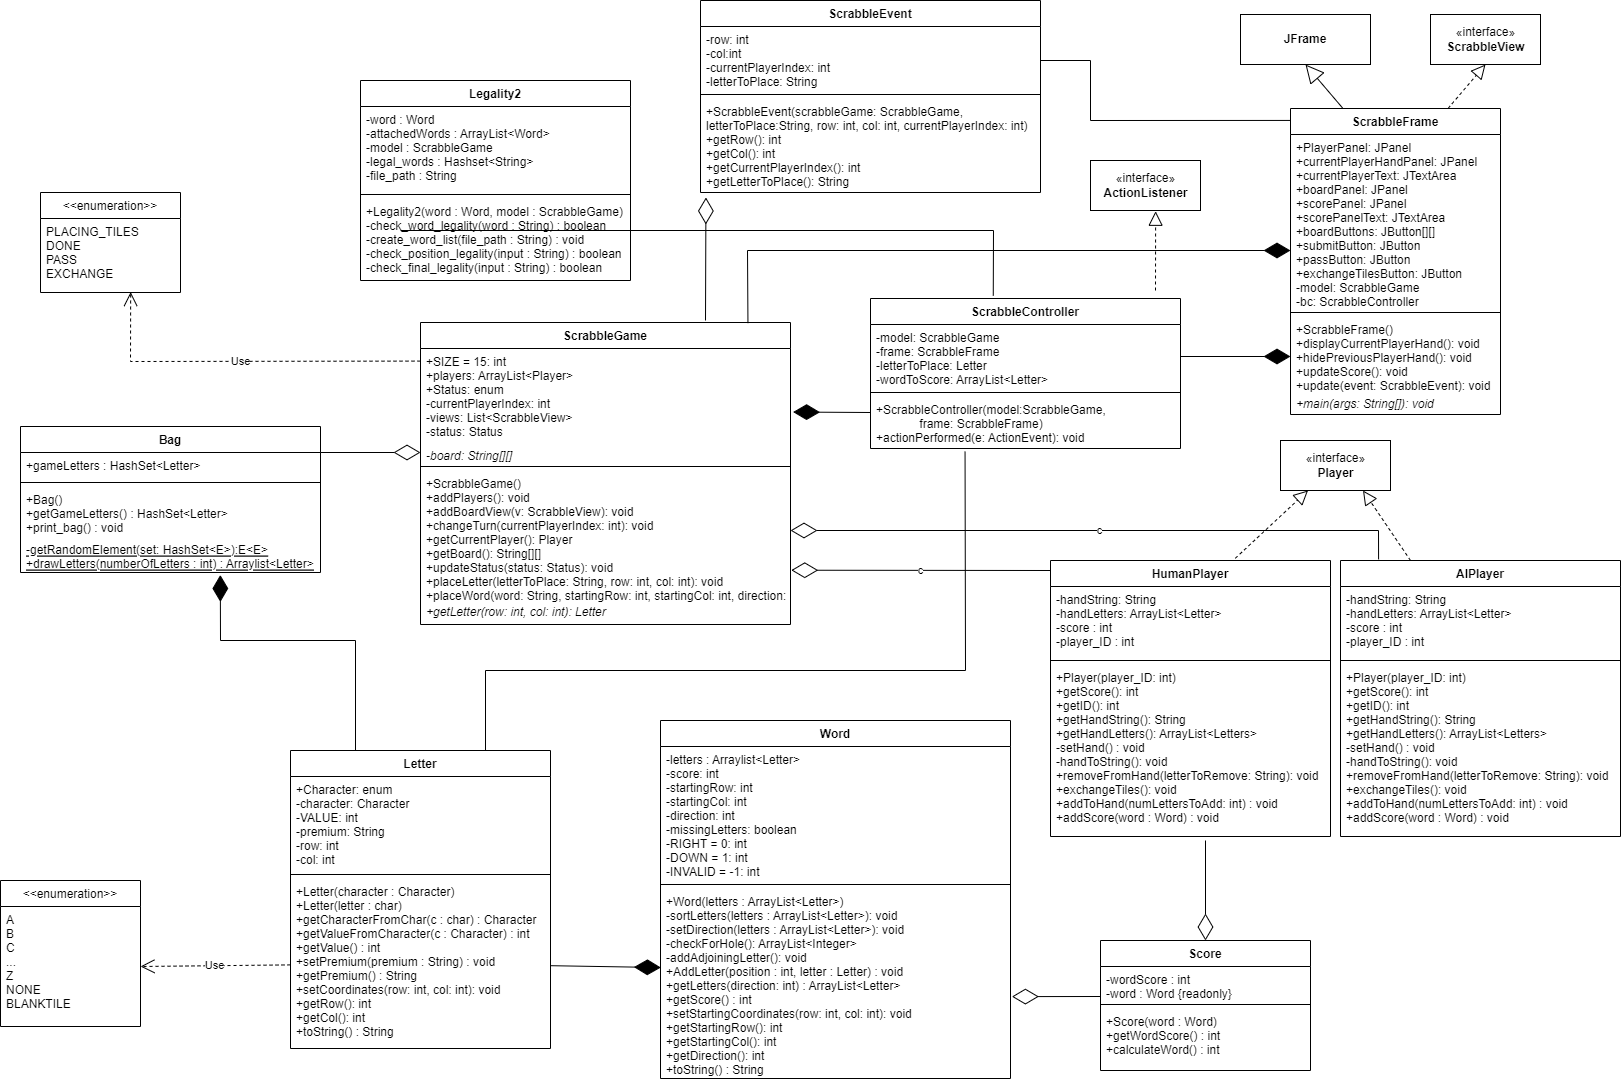 ScrabbleEvent
-row: int
-col:int
-currentPlayerIndex: int
-letterToPlace: String
+ScrabbleEvent(scrabbleGame: ScrabbleGame,
letterToPlace:String, row: int, col: int, currentPlayerIndex: int)
+getRow(): int
+getCol(): int
+getCurrentPlayerIndex(): int
+getLetterToPlace(): String
JFrame
«interface»
ScrabbleView
Legality2
-word : Word
-attachedWords : ArrayList<Word>
-model : ScrabbleGame
-legal_words : Hashset<String>
-file_path : String
+Legality2(word : Word, model : ScrabbleGame)
-check_word_legality(word : String) : boolean
-create_word_list(file_path : String) : void
-check_position_legality(input : String) : boolean
-check_final_legality(input : String) : boolean
ScrabbleFrame
+PlayerPanel: JPanel
+currentPlayerHandPanel: JPanel
+currentPlayerText: JTextArea
+boardPanel: JPanel
+scorePanel: JPanel
+scorePanelText: JTextArea
+boardButtons: JButton[][]
+submitButton: JButton
+passButton: JButton
+exchangeTilesButton: JButton
-model: ScrabbleGame
-bc: ScrabbleController
+ScrabbleFrame()
+displayCurrentPlayerHand(): void
+hidePreviousPlayerHand(): void
+updateScore(): void
+update(event: ScrabbleEvent): void
+main(args: String[]): void
«interface»
ActionListener
<<enumeration>>
PLACING_TILES
DONE
PASS
EXCHANGE
Use
ScrabbleController
-model: ScrabbleGame
-frame: ScrabbleFrame
-letterToPlace: Letter
-wordToScore: ArrayList<Letter>
+ScrabbleController(model:ScrabbleGame,
frame: ScrabbleFrame)
+actionPerformed(e: ActionEvent): void
ScrabbleGame
+SIZE = 15: int
+players: ArrayList<Player>
+Status: enum
-currentPlayerIndex: int
-views: List<ScrabbleView>
-status: Status
-board: String[][]
+ScrabbleGame()
+addPlayers(): void
+addBoardView(v: ScrabbleView): void
+changeTurn(currentPlayerIndex: int): void
+getCurrentPlayer(): Player
+getBoard(): String[][]
+updateStatus(status: Status): void
+placeLetter(letterToPlace: String, row: int, col: int): void
+placeWord(word: String, startingRow: int, startingCol: int, direction:
+getLetter(row: int, col: int): Letter
Bag
+gameLetters : HashSet<Letter>
+Bag()
+getGameLetters() : HashSet<Letter>
+print_bag() : void
-getRandomElement(set: HashSet<E>):E<E>
+drawLetters(numberOfLetters : int) : Arraylist<Letter>
«interface»
Player
c
c
HumanPlayer
-handString: String
-handLetters: ArrayList<Letter>
-score : int
-player_ID : int
+Player(player_ID: int)
+getScore(): int
+getID(): int
+getHandString(): String
+getHandLetters(): ArrayList<Letters>
-setHand() : void
-handToString(): void
+removeFromHand(letterToRemove: String): void
+exchangeTiles(): void
+addToHand(numLettersToAdd: int) : void
+addScore(word : Word) : void
AIPlayer
-handString: String
-handLetters: ArrayList<Letter>
-score : int
-player_ID : int
+Player(player_ID: int)
+getScore(): int
+getID(): int
+getHandString(): String
+getHandLetters(): ArrayList<Letters>
-setHand() : void
-handToString(): void
+removeFromHand(letterToRemove: String): void
+exchangeTiles(): void
+addToHand(numLettersToAdd: int) : void
+addScore(word : Word) : void
Letter
+Character: enum
-character: Character
-VALUE: int
-premium: String
-row: int
-col: int
+Letter(character : Character)
+Letter(letter : char)
+getCharacterFromChar(c : char) : Character
+getValueFromCharacter(c : Character) : int
+getValue() : int
+setPremium(premium : String) : void
+getPremium() : String
+setCoordinates(row: int, col: int): void
+getRow(): int
+getCol(): int
+toString() : String
Word
-letters : Arraylist<Letter>
-score: int
-startingRow: int
-startingCol: int
-direction: int
-missingLetters: boolean
-RIGHT = 0: int
-DOWN = 1: int
-INVALID = -1: int
+Word(letters : ArrayList<Letter>)
-sortLetters(letters : ArrayList<Letter>): void
-setDirection(letters : ArrayList<Letter>): void
-checkForHole(): ArrayList<Integer>
-addAdjoiningLetter(): void
+AddLetter(position : int, letter : Letter) : void
+getLetters(direction: int) : ArrayList<Letter>
+getScore() : int
+setStartingCoordinates(row: int, col: int): void
+getStartingRow(): int
+getStartingCol(): int
+getDirection(): int
+toString() : String
<<enumeration>>
A
B
C
...
Z
NONE
BLANKTILE
Use
Score
-wordScore : int
-word : Word {readonly}
+Score(word : Word)
+getWordScore() : int
+calculateWord() : int